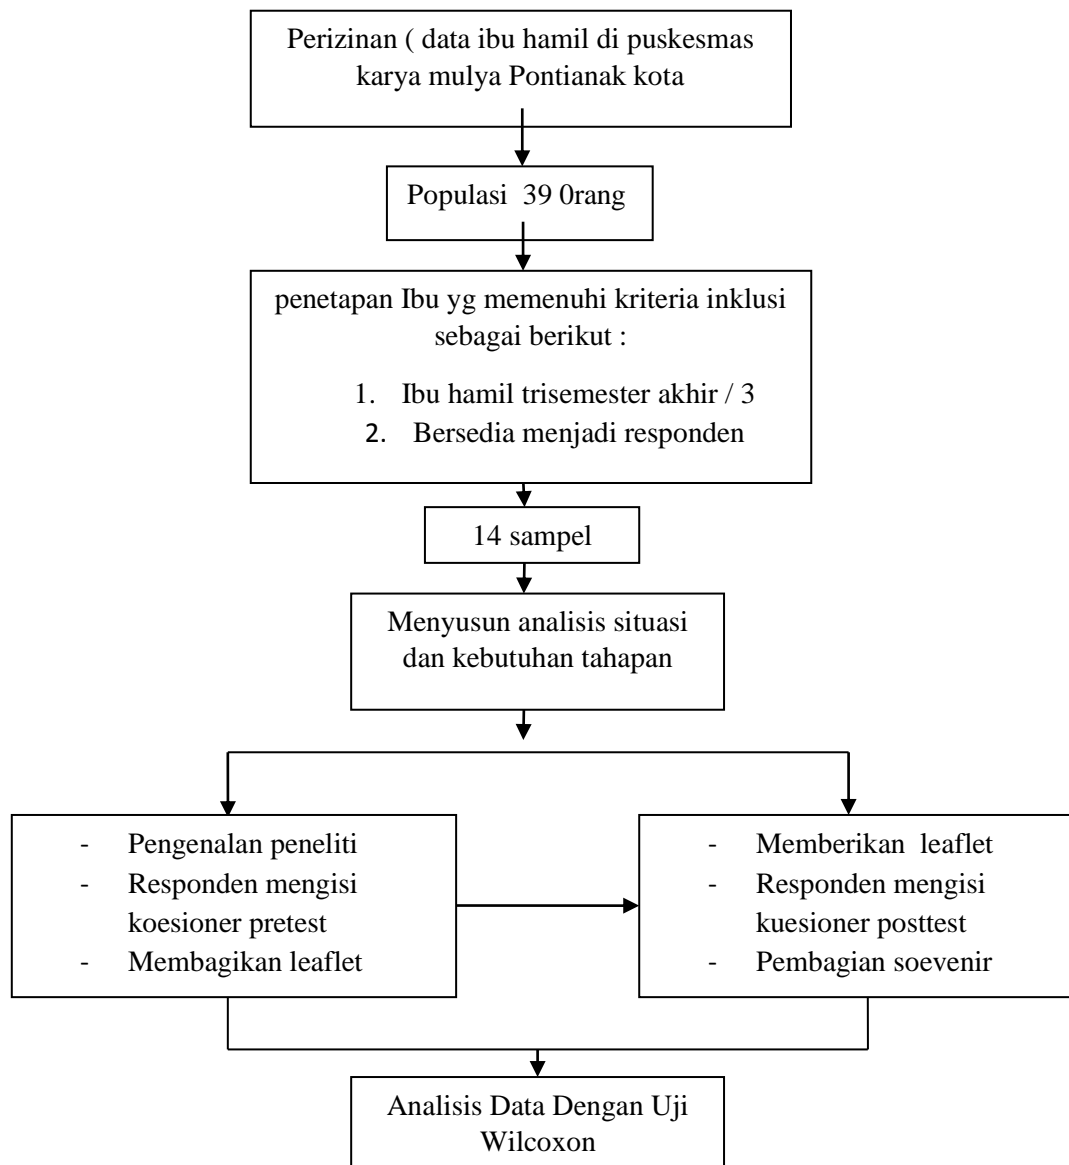 Perizinan ( data ibu hamil di puskesmas
karya mulya Pontianak kota
Populasi 39 0rang
penetapan Ibu yg memenuhi kriteria inklusi
sebagai berikut :
1. Ibu hamil trisemester akhir / 3
2. Bersedia menjadi responden
14 sampel
Menyusun analisis situasi
dan kebutuhan tahapan
- Pengenalan peneliti
- Responden mengisi
koesioner pretest
- Membagikan leaflet
- Memberikan leaflet
- Responden mengisi
kuesioner posttest
- Pembagian soevenir
Analisis Data Dengan Uji
Wilcoxon